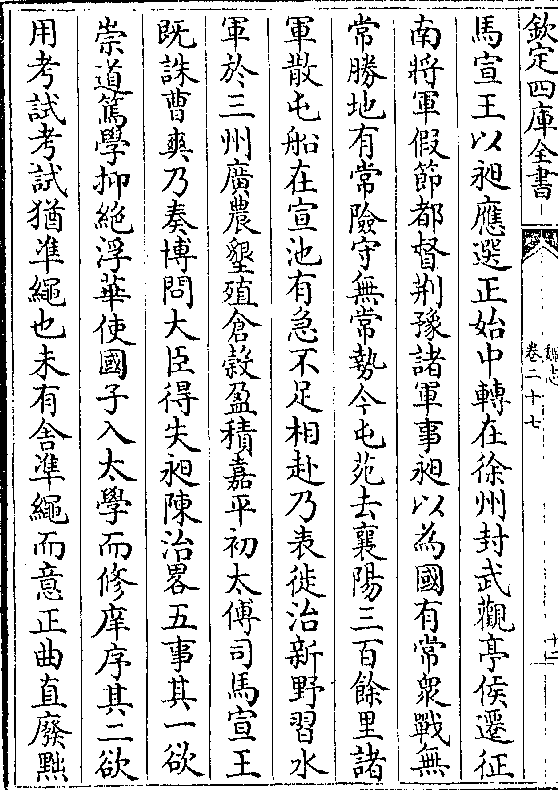 欽定四庫全書
魏志
卷二十七
十二
馬宣王以昶應選正始中轉在徐州封武觀亭侯遷征
南將軍假節都督荆豫諸軍事昶以為國有常衆戰無
常勝地有常險守無常勢今屯苑去襄陽三百餘里諸
軍散屯船在宣池有急不足相赴乃表徙治新野習水
軍於三州廣農墾殖倉糓盈積嘉平初太傅司馬宣王
既誅曹爽乃奏博問大臣得失昶陳治畧五事其一欲
崇道篤學抑絶浮華使國子入太學而修庠序其二欲
用考試考試猶凖繩也未有舍凖繩而意正曲直廢黜